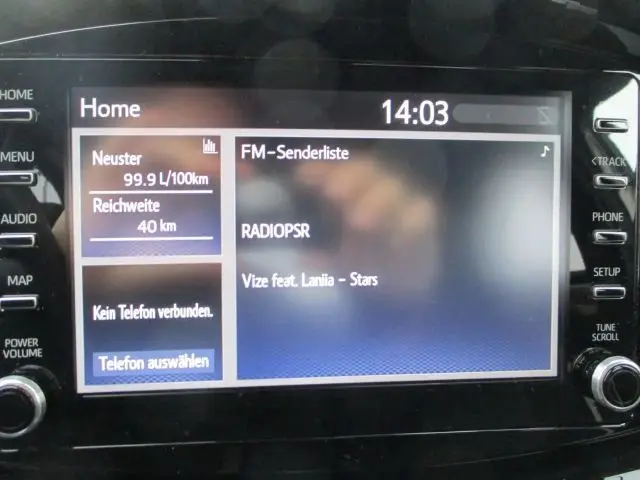 HOME
MENU
AUDIO
MAP
POWER
VOLUME
Home
14:03
Neuster
99.9 L/100km
Reichweite
40 km
Kein Telefon verbunden.
Telefon auswählen
FM-Senderliste
RADIOPSR
Vize feat. Laniia - Stars
<TRACK
PHONE
SETUP
TUNE
SCROLL